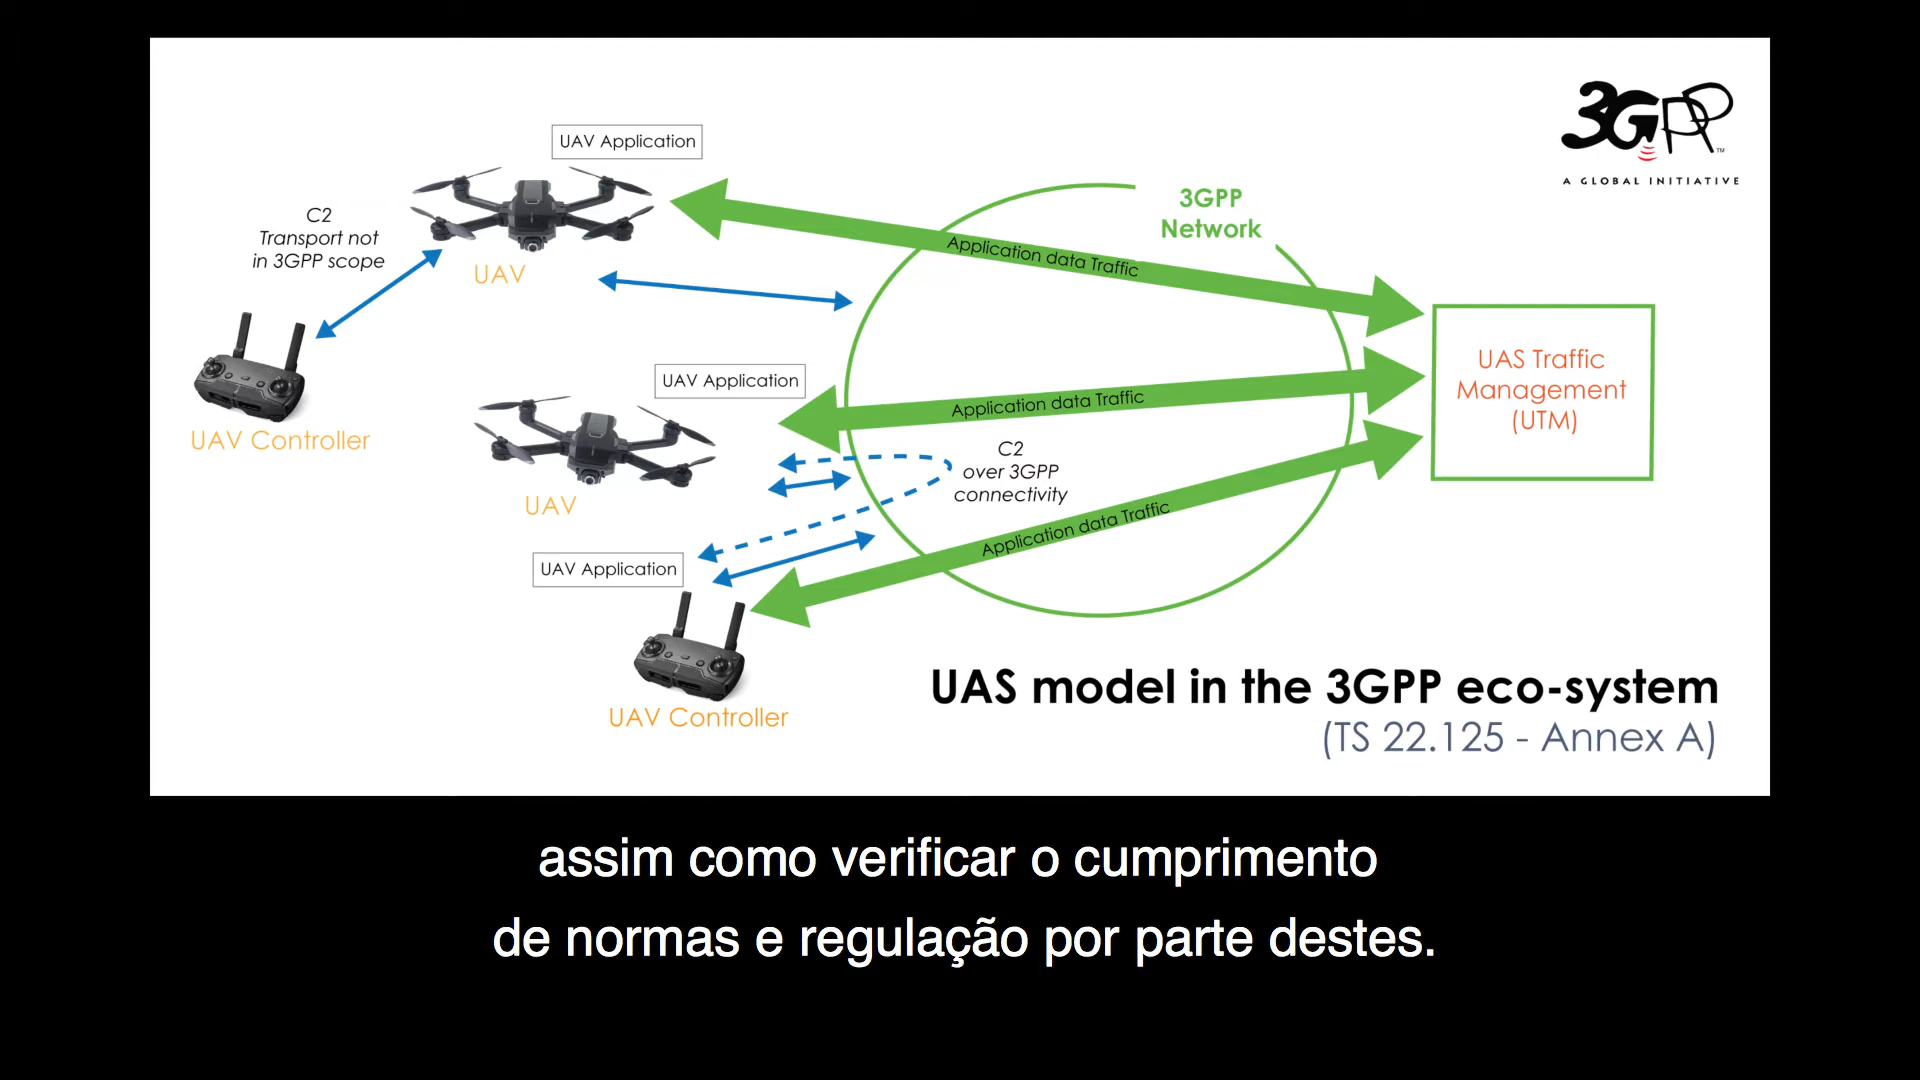 3GPP
TM
A GLOBAL INITIATIVE
UAV Application
3GPP
Network
C2
Transport not
in 3GPP scope
Application data Traffic
UAV
UAS Traffic
Management
(UTM)
UAV Application
Application data Traffic
UAV Controller
C2
over 3GPP
connectivity
UAV
Application data Traffic
UAV Application
UAV Controller
UAS model in the 3GPP eco-system
(TS 22.125 - Annex A)
assim como verificar o cumprimento
de normas e regulação por parte destes.